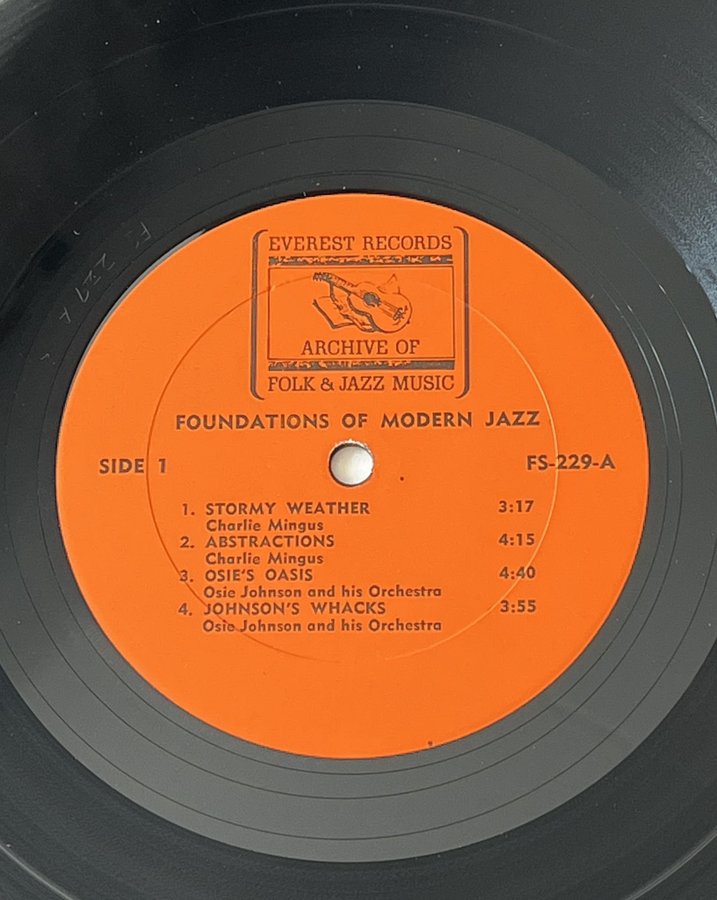 EVEREST RECORDS
ARCHIVE OF
FOLK & JAZZ MUSIC
FOUNDATIONS OF MODERN JAZZ
SIDE 1 FS-229-A
1. STORMY WEATHER 3:17
Charlie Mingus
2. ABSTRACTIONS 4:15
Charlie Mingus
3. OSIE'S OASIS 4:40
Osie Johnson and his Orchestra
4. JOHNSON'S WHACKS 3:55
Osie Johnson and his Orchestra